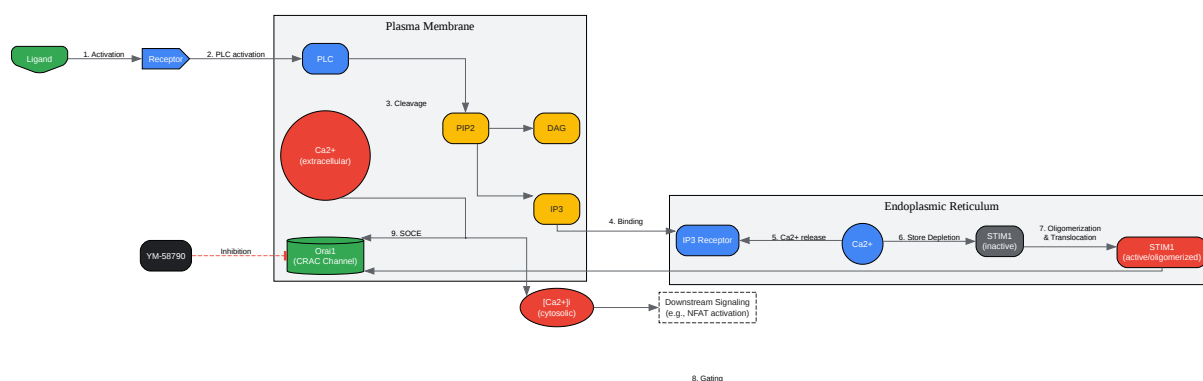 Plasma Membrane
Ligand
1. Activation
Receptor
2. PLC activation
PLC
3. Cleavage
PIP2
DAG
Ca2+
(extracellular)
IP3
4. Binding
Endoplasmic Reticulum
IP3 Receptor
5. Ca2+ release
Ca2+
6. Store Depletion
STIM1
(inactive)
7. Oligomerization
& Translocation
STIM1
(active/oligomerized)
9. SOCE
YM-58790
Inhibition
Orai1
(CRAC Channel)
[Ca2+]i
(cytosolic)
Downstream Signaling
(e.g., NFAT activation)
8. Gating